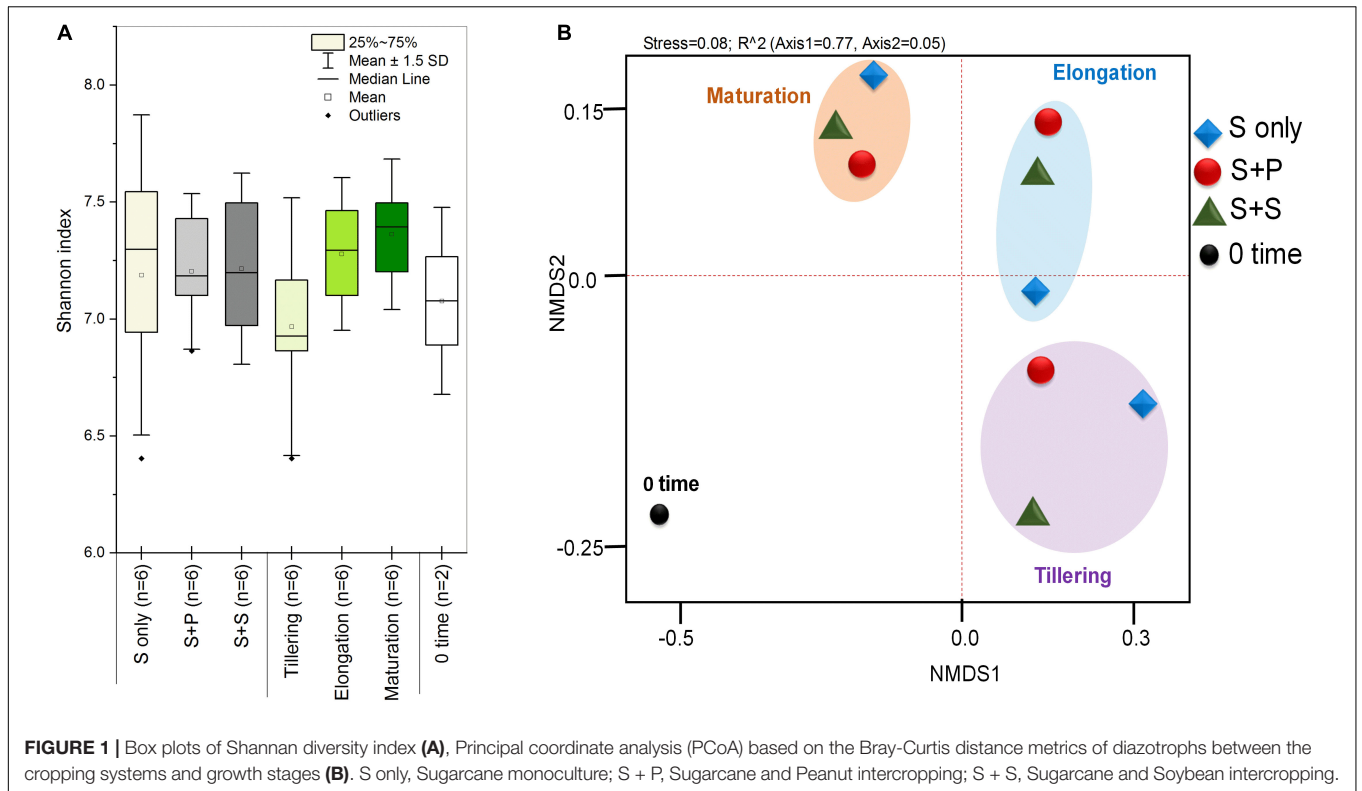 A
25%~75%
Mean ± 1.5 SD
Median Line
Mean
Outliers
Shannon index
8.0
7.5
7.0
6.5
6.0
S only (n=6)
S+P (n=6)
S+S (n=6)
Tillering (n=6)
Elongation (n=6)
Maturation (n=6)
0 time (n=2)
B
Stress=0.08; R^2 (Axis1=0.77, Axis2=0.05)
Maturation
Elongation
Tillering
0 time
S only
S+P
S+S
0 time
NMDS2
0.15
0.0
-0.25
-0.5
0.0
0.3
NMDS1
FIGURE 1 | Box plots of Shannan diversity index (A), Principal coordinate analysis (PCoA) based on the Bray-Curtis distance metrics of diazotrophs between the
cropping systems and growth stages (B). S only, Sugarcane monoculture; S + P, Sugarcane and Peanut intercropping; S + S, Sugarcane and Soybean intercropping.